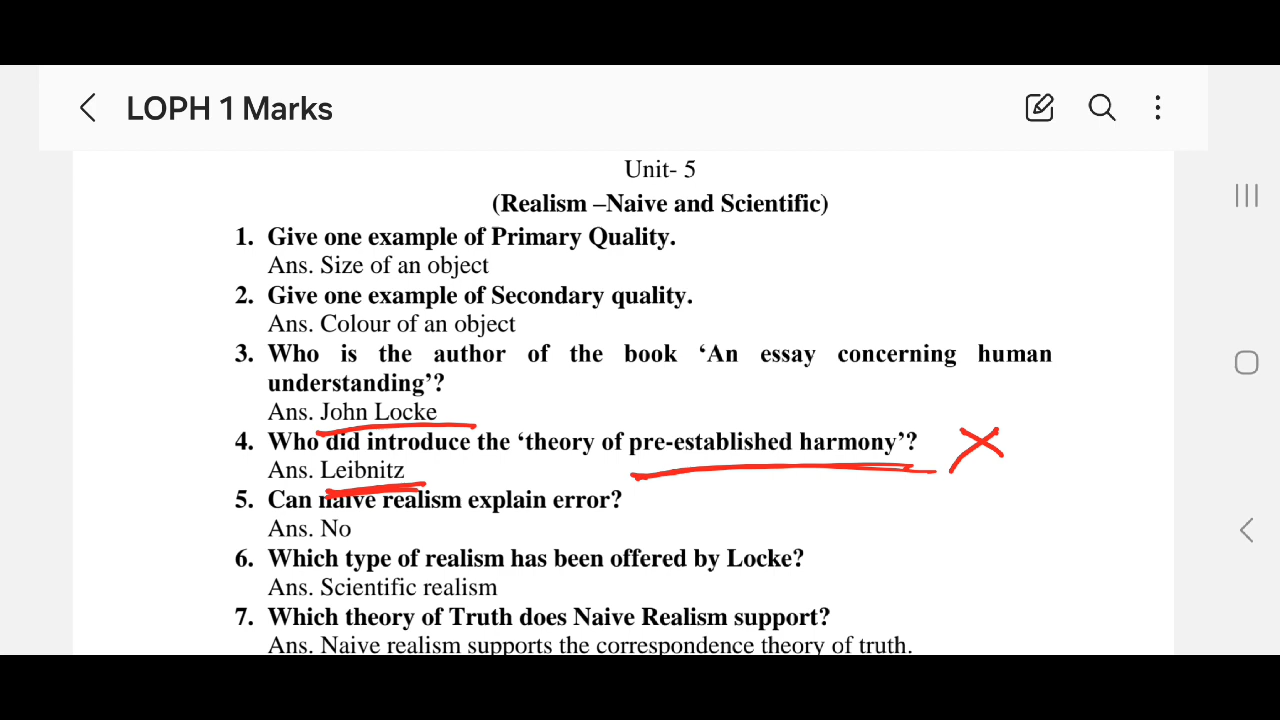 LOPH 1 Marks
Unit- 5
(Realism –Naive and Scientific)
1. Give one example of Primary Quality.
Ans. Size of an object
2. Give one example of Secondary quality.
Ans. Colour of an object
3. Who is the author of the book ‘An essay concerning human
understanding’?
Ans. John Locke
4. Who did introduce the ‘theory of pre-established harmony’?
Ans. Leibnitz
5. Can naive realism explain error?
Ans. No
6. Which type of realism has been offered by Locke?
Ans. Scientific realism
7. Which theory of Truth does Naive Realism support?
Ans. Naive realism supports the correspondence theory of truth.